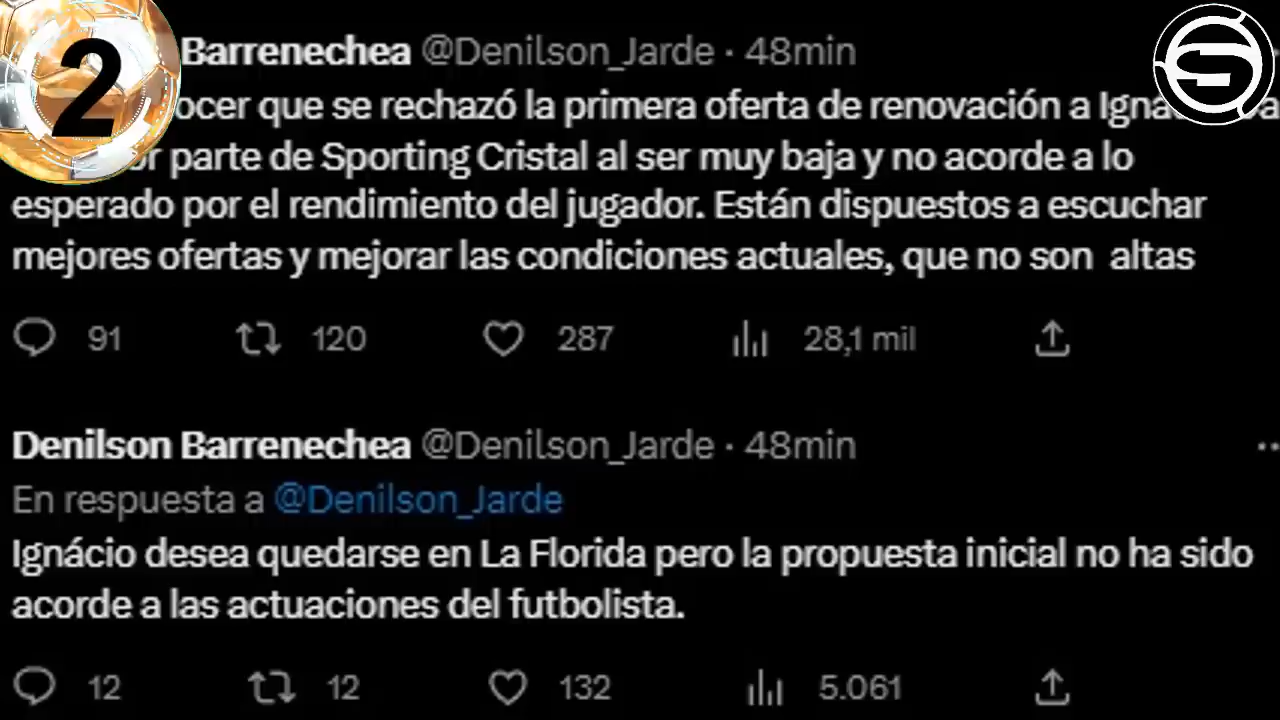 2
Barrenechea @Denilson_Jarde · 48min
ocer que se rechazó la primera oferta de renovación a
parte de Sporting Cristal al ser muy baja y no acorde a lo
esperado por el rendimiento del jugador. Están dispuestos a escuchar
mejores ofertas y mejorar las condiciones actuales, que no son altas
91 120 287 28,1 mil
Denilson Barrenechea @Denilson_Jarde · 48min
En respuesta a @Denilson_Jarde
Ignácio desea quedarse en La Florida pero la propuesta inicial no ha sido
acorde a las actuaciones del futbolista.
12 12 132 5.061